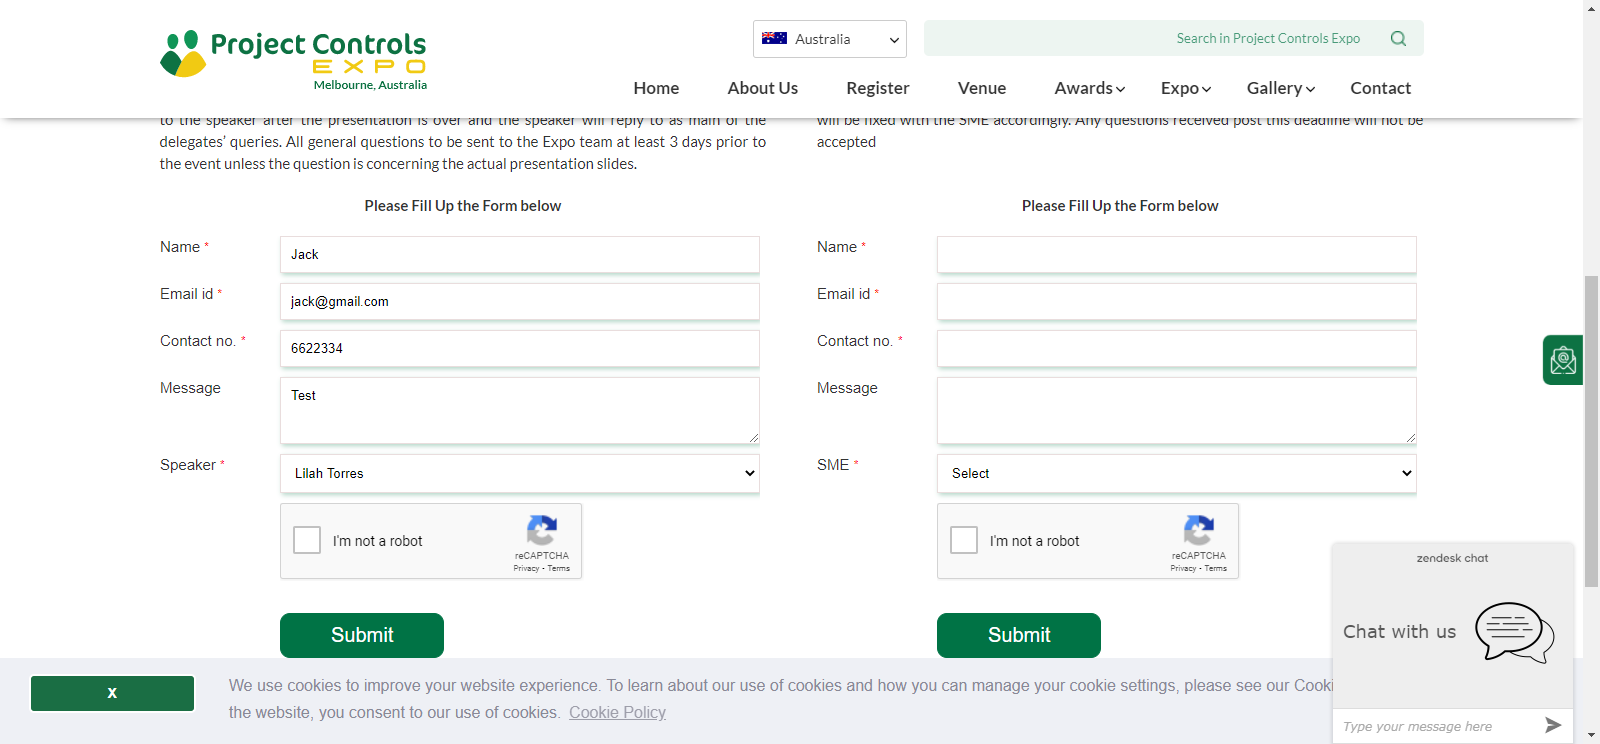 Project Controls
EXPO
Melbourne, Australia
Australia
Search in Project Controls Expo
Home About Us Register Venue Awards Expo Gallery Contact
to the speaker after the presentation is over and the speaker will reply to as main of the
delegates’ queries. All general questions to be sent to the Expo team at least 3 days prior to
the event unless the question is concerning the actual presentation slides.
will be fixed with the SME accordingly. Any questions received post this deadline will not be
accepted
Please Fill Up the Form below
Name * Jack
Email id * jack@gmail.com
Contact no. * 6622334
Message Test
Speaker * Lilah Torres
I'm not a robot
reCAPTCHA
Privacy - Terms
Submit
Please Fill Up the Form below
Name *
Email id *
Contact no. *
Message
SME * Select
I'm not a robot
reCAPTCHA
Privacy - Terms
Submit
zendesk chat
Chat with us
Type your message here
x
We use cookies to improve your website experience. To learn about our use of cookies and how you can manage your cookie settings, please see our Cooki
the website, you consent to our use of cookies. Cookie Policy